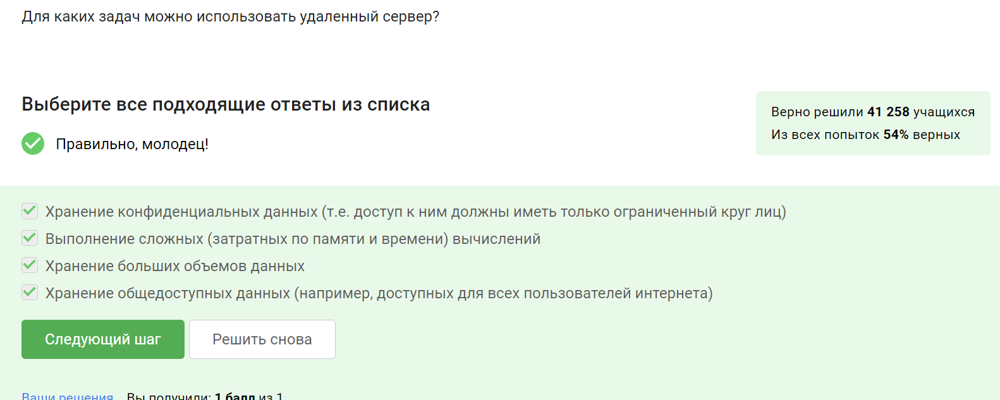 Для каких задач можно использовать удаленный сервер?
Выберите все подходящие ответы из списка
Правильно, молодец!
Верно решили 41 258 учащихся
Из всех попыток 54% верных
Хранение конфиденциальных данных (т.е. доступ к ним должны иметь только ограниченный круг лиц)
Выполнение сложных (затратных по памяти и времени) вычислений
Хранение больших объемов данных
Хранение общедоступных данных (например, доступных для всех пользователей интернета)
Следующий шаг
Решить снова
Ваши решения Вы получили: 1 балл из 1